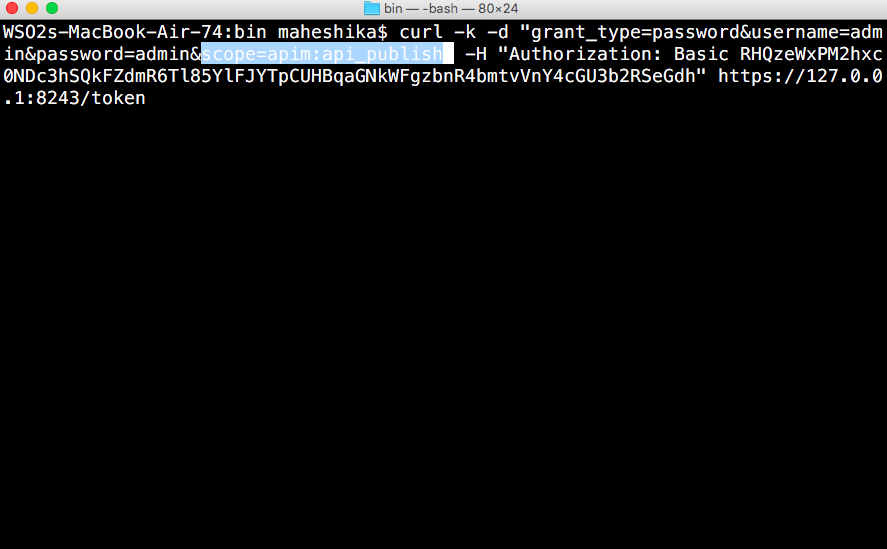 bin — -bash — 80×24
WSO2s-MacBook-Air-74:bin maheshika$ curl -k -d "grant_type=password&username=adm
in&password=admin&scope=apim:api_publish  -H "Authorization: Basic RHQzeWxPM2hxc
0NDc3hSQkFZdmR6Tl85YlFJYTpCUHBqaGNkWFgzbnR4bmtvVnY4cGU3b2RSeGdh" https://127.0.0
.1:8243/token